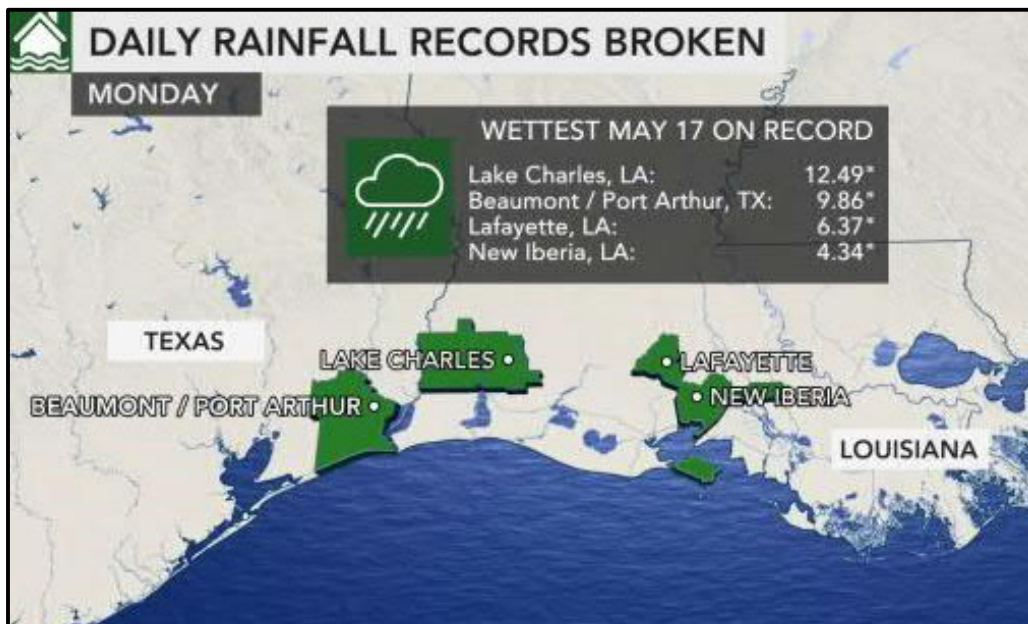 DAILY RAINFALL RECORDS BROKEN
MONDAY
WETTEST MAY 17 ON RECORD
Lake Charles, LA: 12.49"
Beaumont / Port Arthur, TX: 9.86"
Lafayette, LA: 6.37"
New Iberia, LA: 4.34"
TEXAS
LAKE CHARLES
LAFAYETTE
BEAUMONT / PORT ARTHUR
NEW IBERIA
LOUISIANA